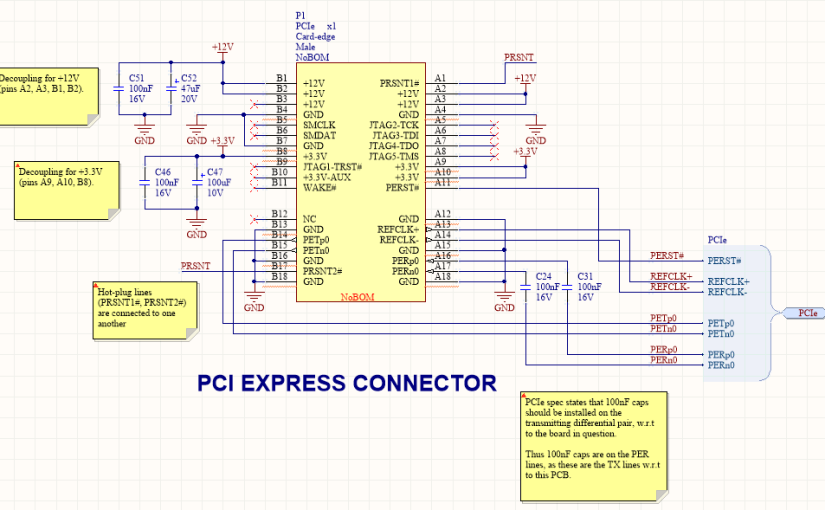 P1
PCIe x1
Card-edge
Male
NoBOM
+12V
PRSNT
Decoupling for +12V
(pins A2, A3, B1, B2).
C51
100nF
16V
C52
47uF
20V
GND
GND
+3.3V
B1 +12V PRSNT1# A1
B2 +12V +12V A2
B3 +12V +12V A3
B4 GND GND A4
B5 SMCLK JTAG2-TCK A5
B6 SMDAT JTAG3-TDI A6
B7 GND JTAG4-TDO A7
B8 +3.3V JTAG5-TMS A8
B9 JTAG1-TRST# +3.3V A9
B10 +3.3V-AUX +3.3V A10
B11 WAKE# PERST# A11
B12 NC GND A12
B13 GND REFCLK+ A13
B14 PETp0 REFCLK- A14
B15 PETn0 GND A15
B16 GND PERp0 A16
B17 PRSNT2# PERn0 A17
B18 GND GND A18
NoBOM
+12V
GND
+3.3V
Decoupling for +3.3V
(pins A9, A10, B8).
C46
100nF
16V
C47
100uF
10V
GND
PRSNT
Hot-plug lines
(PRSNT1#, PRSNT2#)
are connected to one
another
GND
GND
C24
100nF
16V
C31
100nF
16V
PCIe
PERST# PERST#
REFCLK+ REFCLK+
REFCLK- REFCLK-
PETp0 PETp0
PETn0 PETn0
PERp0 PERp0
PERn0 PERn0
PCIe
PCI EXPRESS CONNECTOR
PCIe spec states that 100nF caps
should be installed on the
transmitting differential pair, w.r.t
to the board in question.
Thus 100nF caps are on the PER
lines, as these are the TX lines w.r.t
to this PCB.